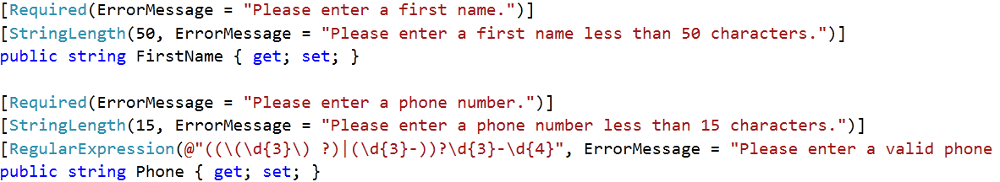 [Required(ErrorMessage = "Please enter a first name.")]
[StringLength(50, ErrorMessage = "Please enter a first name less than 50 characters.")]
public string FirstName { get; set; }
[Required(ErrorMessage = "Please enter a phone number.")]
[StringLength(15, ErrorMessage = "Please enter a phone number less than 15 characters.")]
[RegularExpression(@"((\(\d{3}\) ?)|(\d{3}-))?\d{3}-\d{4}", ErrorMessage = "Please enter a valid phone
public string Phone { get; set; }